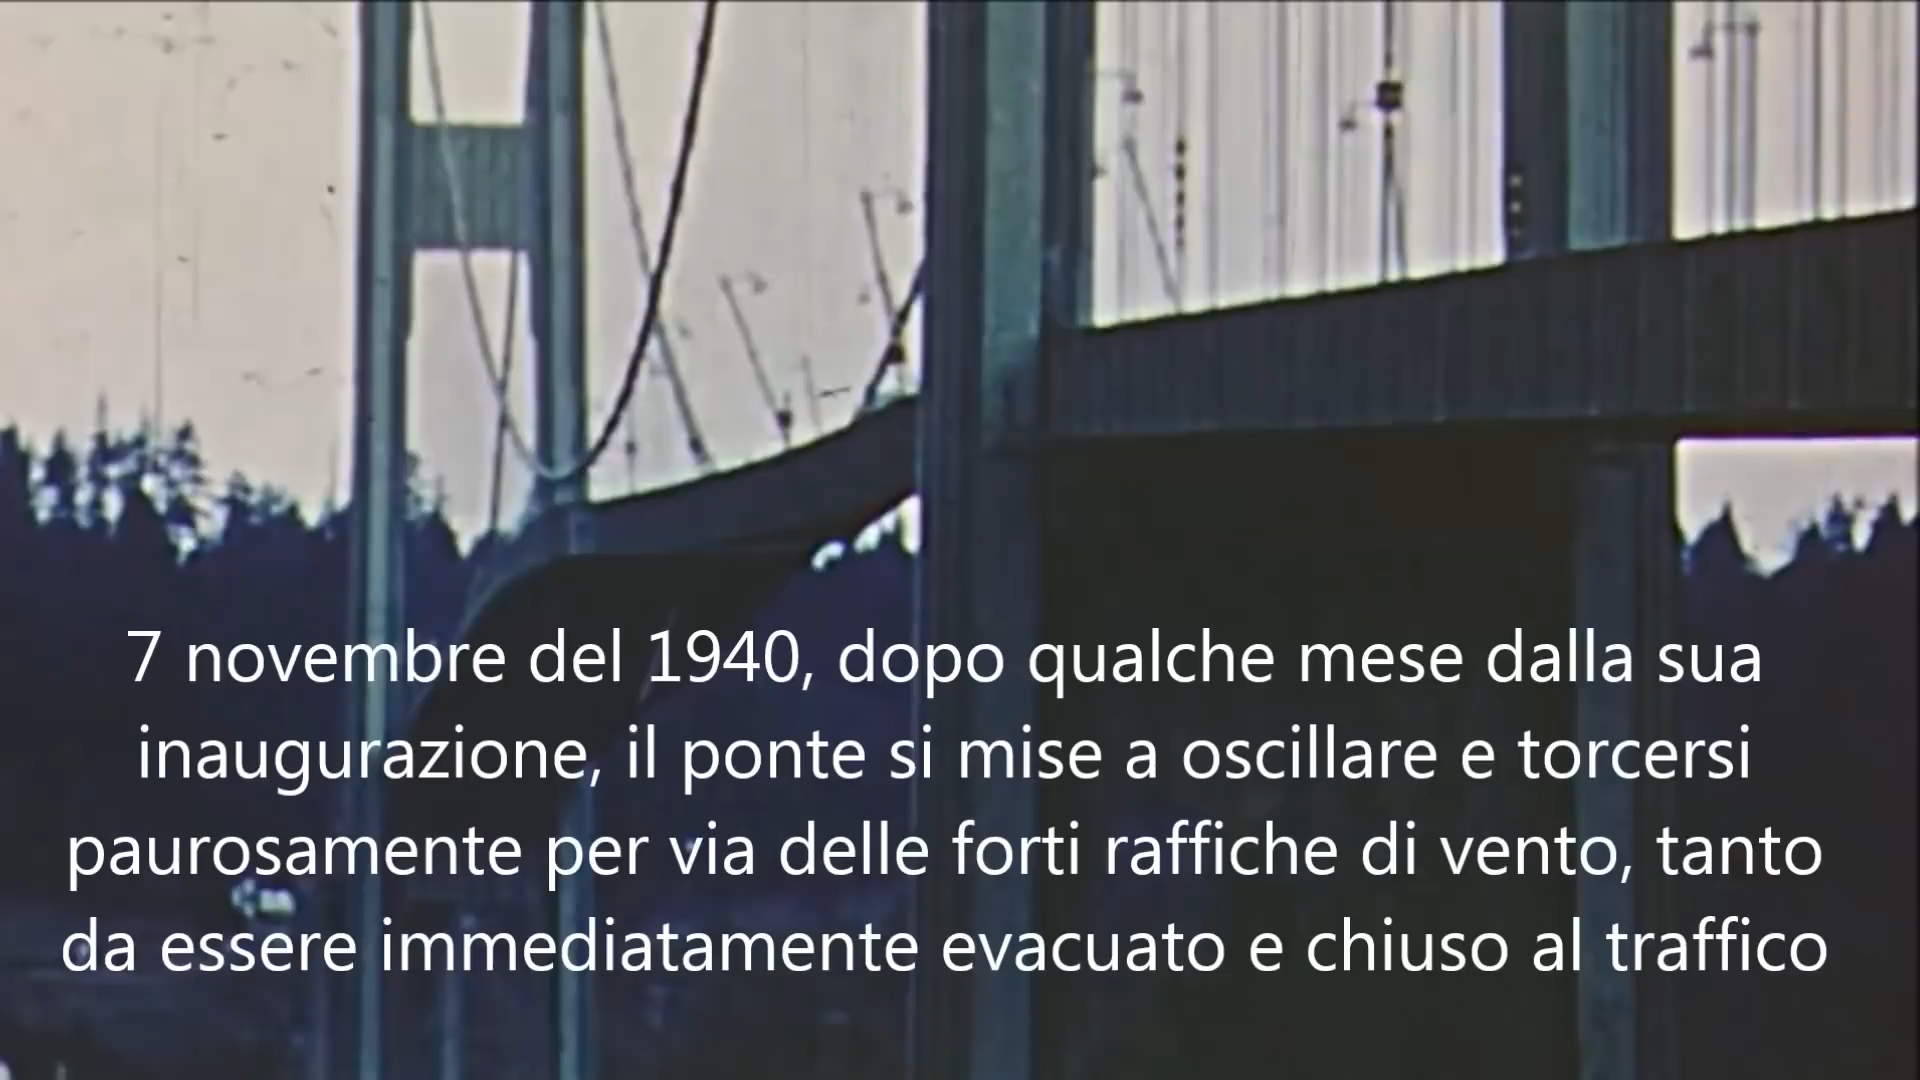 7 novembre del 1940, dopo qualche mese dalla sua
inaugurazione, il ponte si mise a oscillare e torcersi
paurosamente per via delle forti raffiche di vento, tanto
da essere immediatamente evacuato e chiuso al traffico